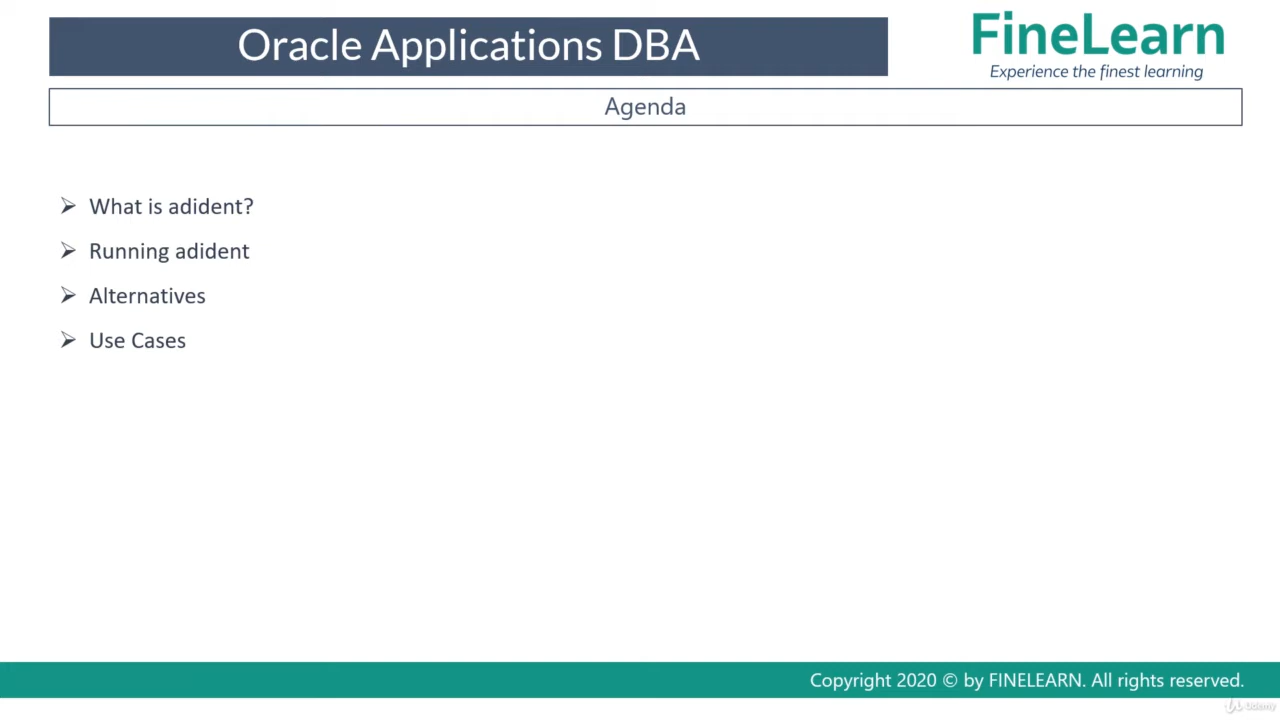 Oracle Applications DBA
FineLearn
Experience the finest learning
Agenda
What is adident?
Running adident
Alternatives
Use Cases
Copyright 2020 © by FINELEARN. All rights reserved.
Udemy